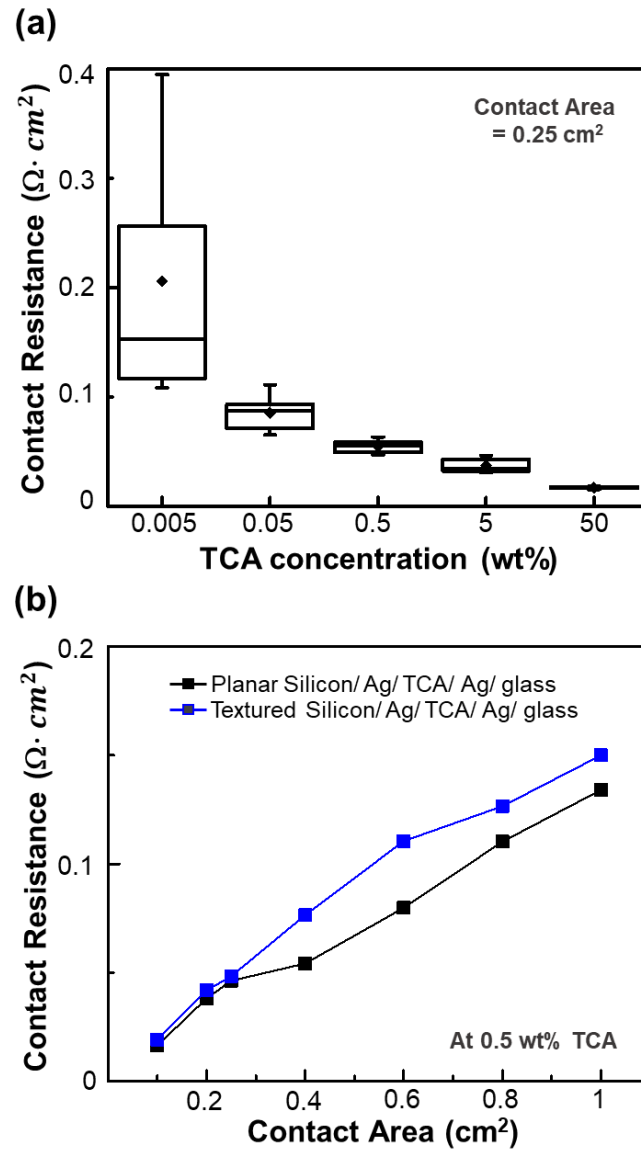 (a)
0.4
0.3
0.2
0.1
0
Contact Resistance (Ω· cm²)
Contact Area
= 0.25 cm²
0.005 0.05 0.5 5 50
TCA concentration (wt%)
(b)
0.2
0.1
0
Contact Resistance (Ω· cm²)
Planar Silicon/ Ag/ TCA/ Ag/ glass
Textured Silicon/ Ag/ TCA/ Ag/ glass
At 0.5 wt% TCA
0.2 0.4 0.6 0.8 1
Contact Area (cm²)